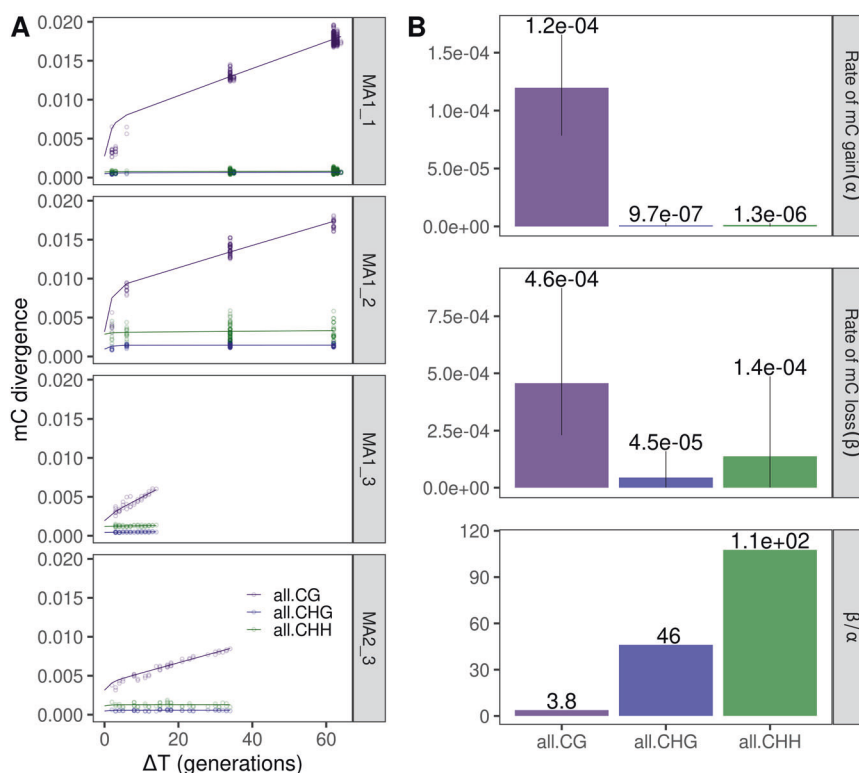 A
mC divergence
0.020
0.015
0.010
0.005
0.000
MA1_1
0.020
0.015
0.010
0.005
0.000
MA1_2
0.020
0.015
0.010
0.005
0.000
MA1_3
0.020
0.015
0.010
0.005
0.000
MA2_3
all.CG
all.CHG
all.CHH
0 20 40 60
ΔT (generations)
B
1.5e-04
1.0e-04
5.0e-05
0.0e+00
1.2e-04
9.7e-07
1.3e-06
Rate of mC gain(α)
7.5e-04
5.0e-04
2.5e-04
0.0e+00
4.6e-04
4.5e-05
1.4e-04
Rate of mC loss(β)
120
90
60
30
0
3.8
46
1.1e+02
β/α
all.CG all.CHG all.CHH